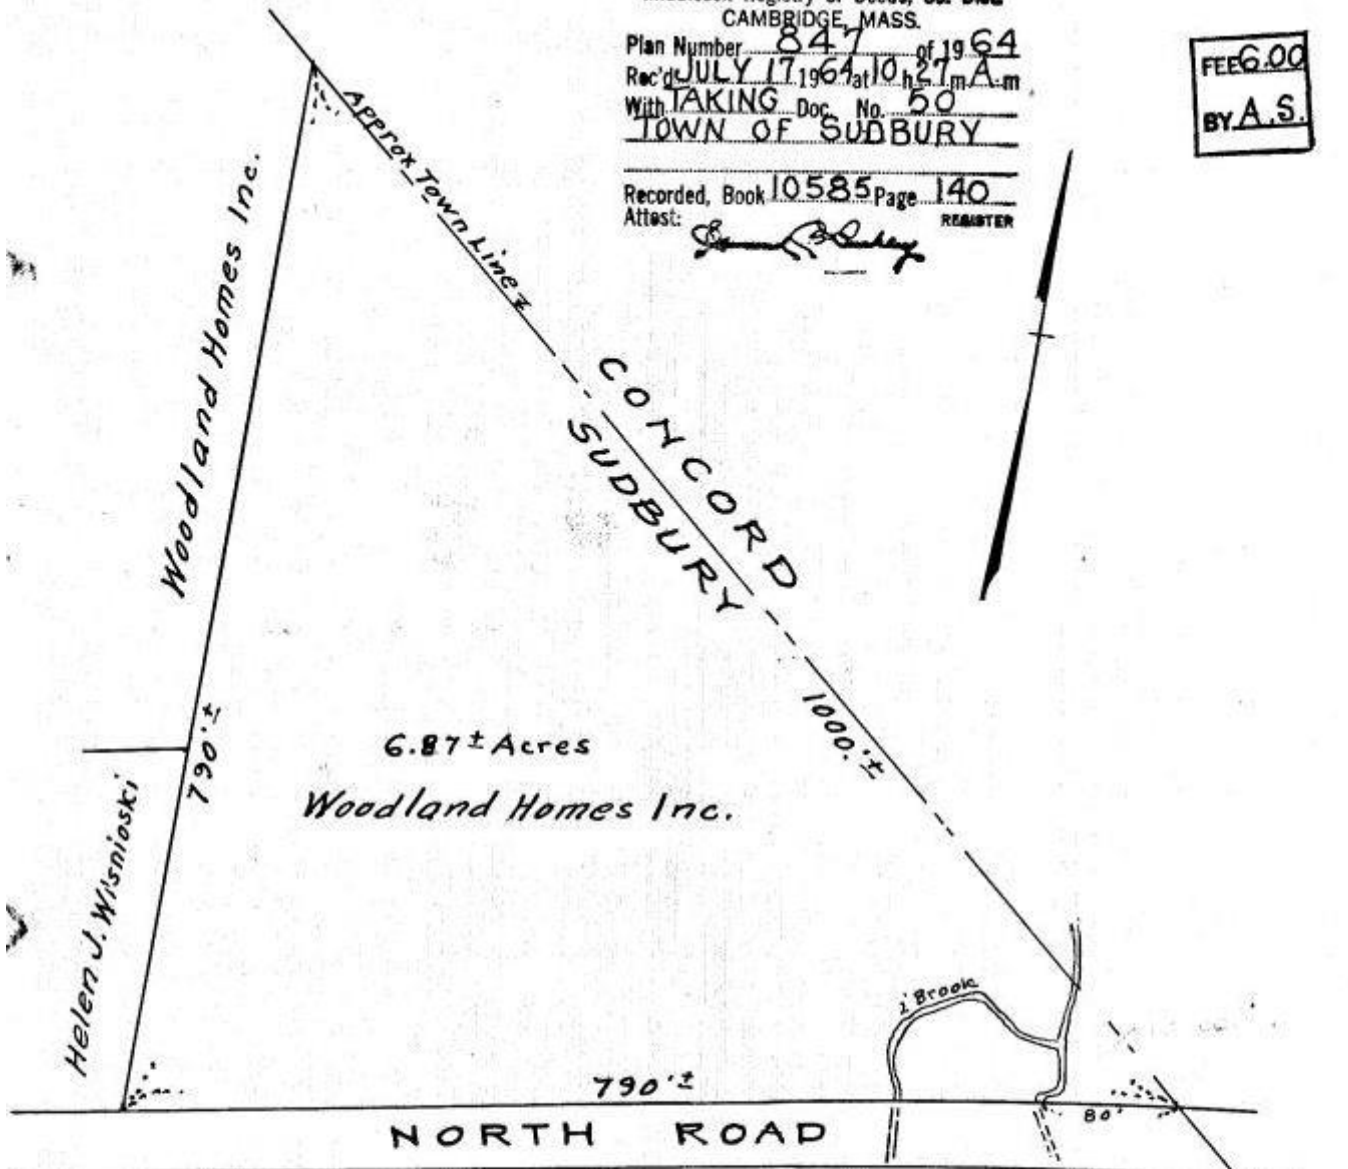 CAMBRIDGE, MASS.
Plan Number 847 of 1964
Rec'd JULY 17 1964 at 10 h 27 m A.m
With TAKING Doc. No. 50
TOWN OF SUDBURY
Recorded, Book 10585 Page 140
Attest:
REGISTER
FEE 6.00
BY A.S.
Approx Town Line ±
Woodland Homes Inc.
CONCORD
SUDBURY
790.'±
1000.'±
6.87± Acres
Woodland Homes Inc.
Helen J. Wisnioski
Brook
790'±
80'
NORTH ROAD